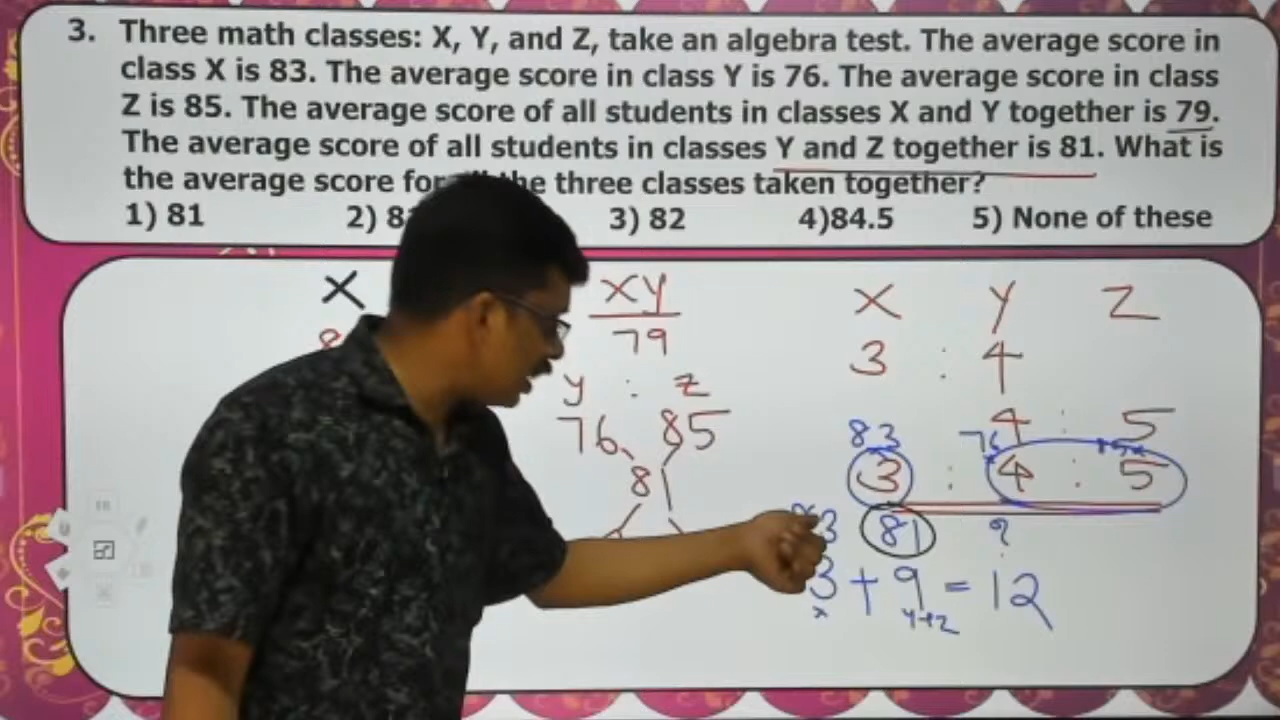 3. Three math classes: X, Y, and Z, take an algebra test. The average score in
class X is 83. The average score in class Y is 76. The average score in class
Z is 85. The average score of all students in classes X and Y together is 79.
The average score of all students in classes Y and Z together is 81. What is
the average score for the three classes taken together?
1) 81 2) 3) 82 4)84.5 5) None of these
X XY X Y Z
79 3 : 4
y : z
76 85 4 : 5
83 76
81 3 : 4 : 5
83 81 9
3 + 9 = 12
x y+z